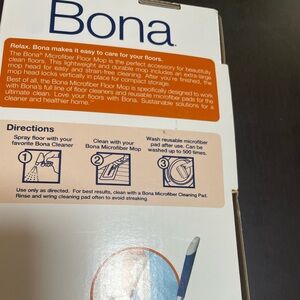 Bona
Relax. Bona makes it easy to care for your floors.
The Bona® Microfiber Floor Mop is the perfect accessory for beautifully
clean floors. This lightweight and durable mop includes an extra-large
mop head for easy and strain-free cleaning. After you're finished, the
mop head locks vertically in place for compact storage.
Best of all, the Bona Microfiber Floor Mop is specifically designed to work
with Bona's full line of floor cleaners and reusable microfiber pads for the
ultimate clean. Love your floors with Bona. Sustainable solutions for a
cleaner and healthier home.™
Directions
Spray floor with your
favorite Bona Cleaner
Clean with your
Bona Microfiber Mop
Wash reusable microfiber
pad after use. Can be
washed up to 500 times.
1
2
3
Use only as directed. For best results, clean with a Bona Microfiber Cleaning Pad.
Rinse and wring cleaning pad often to avoid streaking.